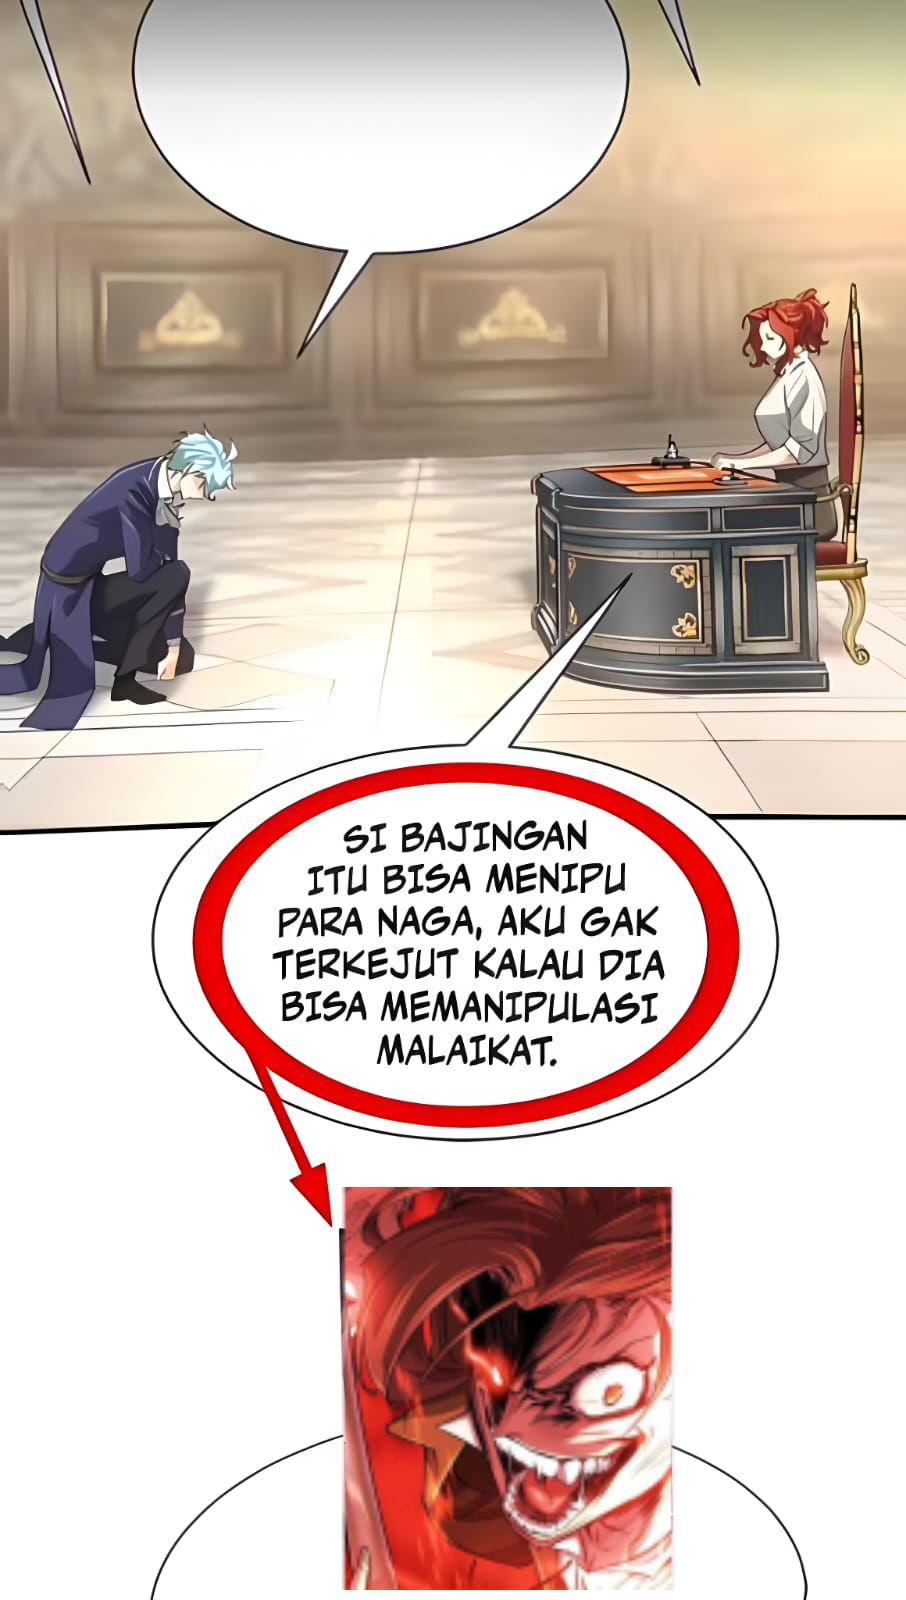 SI BAJINGAN
ITU BISA MENIPU
PARA NAGA, AKU GAK
TERKEJUT KALAU DIA
BISA MEMANIPULASI
MALAIKAT.